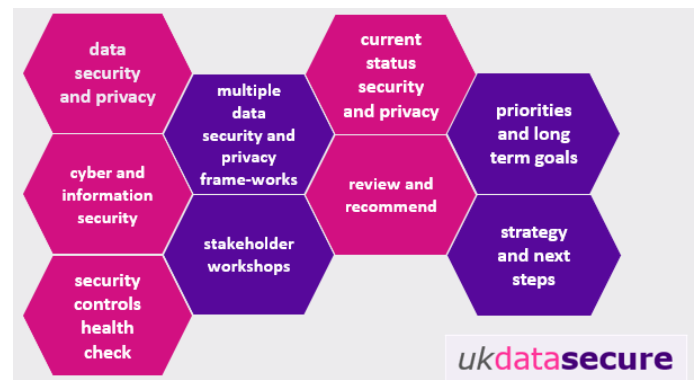 data
security
and privacy
cyber and
information
security
security
controls
health
check
multiple
data
security and
privacy
frame-works
stakeholder
workshops
current
status
security
and privacy
review and
recommend
priorities
and long
term goals
strategy
and next
steps
ukdatasecure